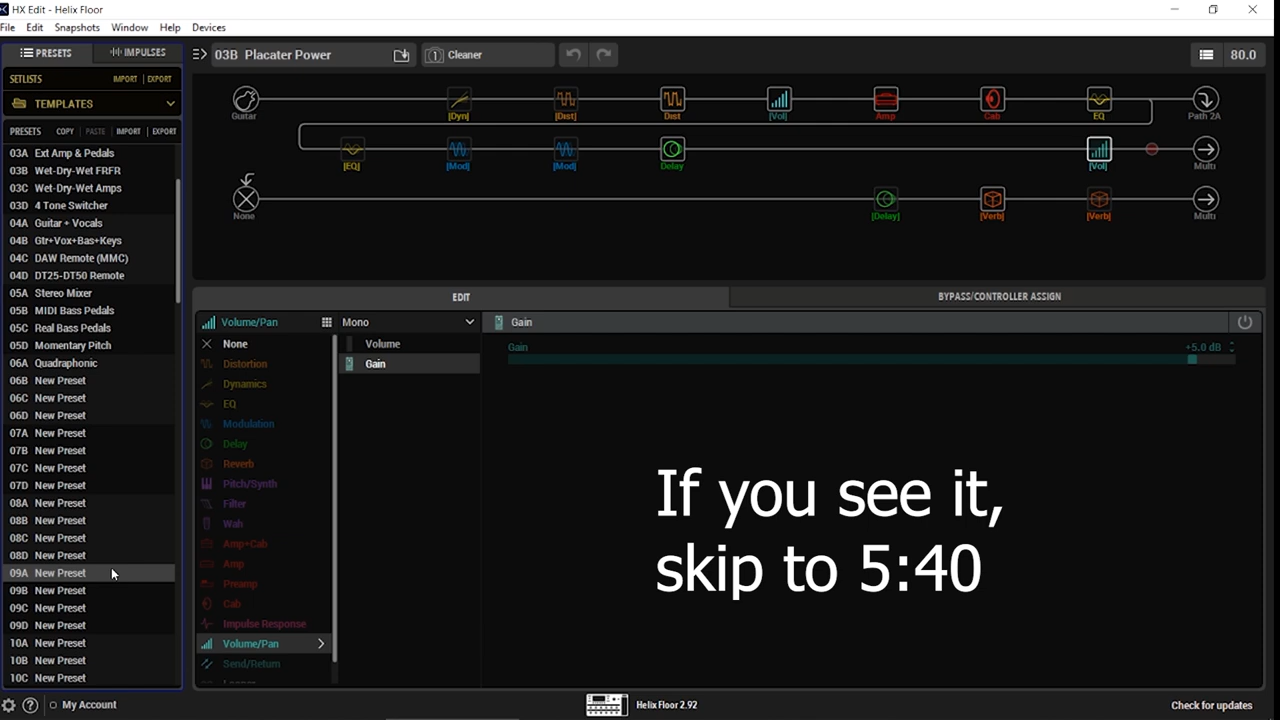 HX Edit - Helix Floor
File Edit Snapshots Window Help Devices
PRESETS IMPULSES
03B Placater Power
1 Cleaner
80.0
SETLISTS IMPORT EXPORT
TEMPLATES
PRESETS COPY PASTE IMPORT EXPORT
03A Ext Amp & Pedals
03B Wet-Dry-Wet FRFR
03C Wet-Dry-Wet Amps
03D 4 Tone Switcher
04A Guitar + Vocals
04B Gtr+Vox+Bas+Keys
04C DAW Remote (MMC)
04D DT25-DT50 Remote
05A Stereo Mixer
05B MIDI Bass Pedals
05C Real Bass Pedals
05D Momentary Pitch
06A Quadraphonic
06B New Preset
06C New Preset
06D New Preset
07A New Preset
07B New Preset
07C New Preset
07D New Preset
08A New Preset
08B New Preset
08C New Preset
08D New Preset
09A New Preset
09B New Preset
09C New Preset
09D New Preset
10A New Preset
10B New Preset
10C New Preset
Guitar [Dyn] [Dist] Dist [Vol] Amp Cab EQ Path 2A
[EQ] [Mod] [Mod] Delay [Vol] Multi
None [Delay] [Verb] [Verb] Multi
EDIT BYPASS/CONTROLLER ASSIGN
Volume/Pan Mono Gain
None
Distortion
Dynamics
EQ
Modulation
Delay
Reverb
Pitch/Synth
Filter
Wah
Amp+Cab
Amp
Preamp
Cab
Impulse Response
Volume/Pan
Send/Return
Volume
Gain
Gain +5.0 dB
If you see it,
skip to 5:40
My Account
Helix Floor 2.92
Check for updates